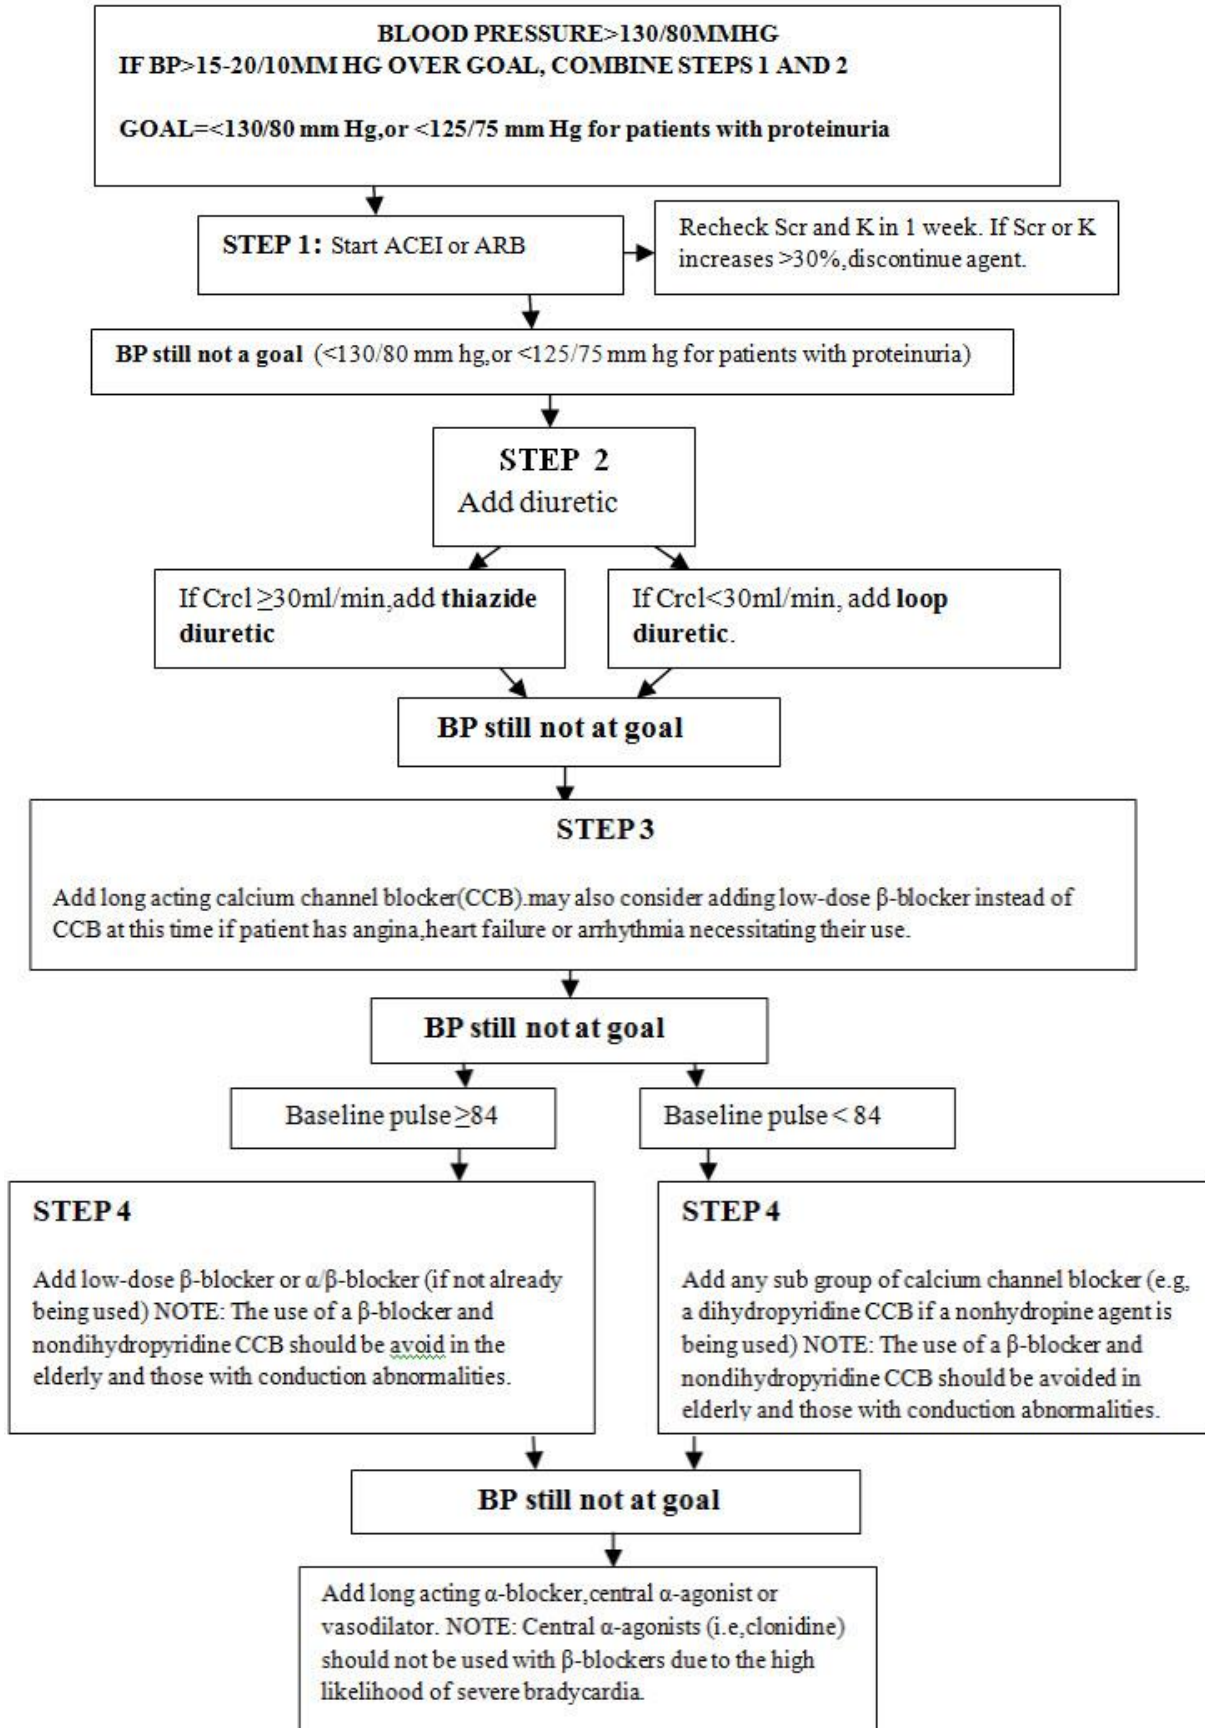 BLOOD PRESSURE>130/80MMHG
IF BP>15-20/10MM HG OVER GOAL, COMBINE STEPS 1 AND 2
GOAL=<130/80 mm Hg,or <125/75 mm Hg for patients with proteinuria
STEP 1: Start ACEI or ARB
Recheck Scr and K in 1 week. If Scr or K
increases >30%,discontinue agent.
BP still not a goal (<130/80 mm hg,or <125/75 mm hg for patients with proteinuria)
STEP 2
Add diuretic
If Crcl ≥30ml/min,add thiazide
diuretic
If Crcl<30ml/min, add loop
diuretic.
BP still not at goal
STEP 3
Add long acting calcium channel blocker(CCB).may also consider adding low-dose β-blocker instead of
CCB at this time if patient has angina,heart failure or arrhythmia necessitating their use.
BP still not at goal
Baseline pulse ≥84
Baseline pulse < 84
STEP 4
Add low-dose β-blocker or α/β-blocker (if not already
being used) NOTE: The use of a β-blocker and
nondihydropyridine CCB should be avoid in the
elderly and those with conduction abnormalities.
STEP 4
Add any sub group of calcium channel blocker (e.g,
a dihydropyridine CCB if a nonhydropine agent is
being used) NOTE: The use of a β-blocker and
nondihydropyridine CCB should be avoided in
elderly and those with conduction abnormalities.
BP still not at goal
Add long acting α-blocker,central α-agonist or
vasodilator. NOTE: Central α-agonists (i.e,clonidine)
should not be used with β-blockers due to the high
likelihood of severe bradycardia.